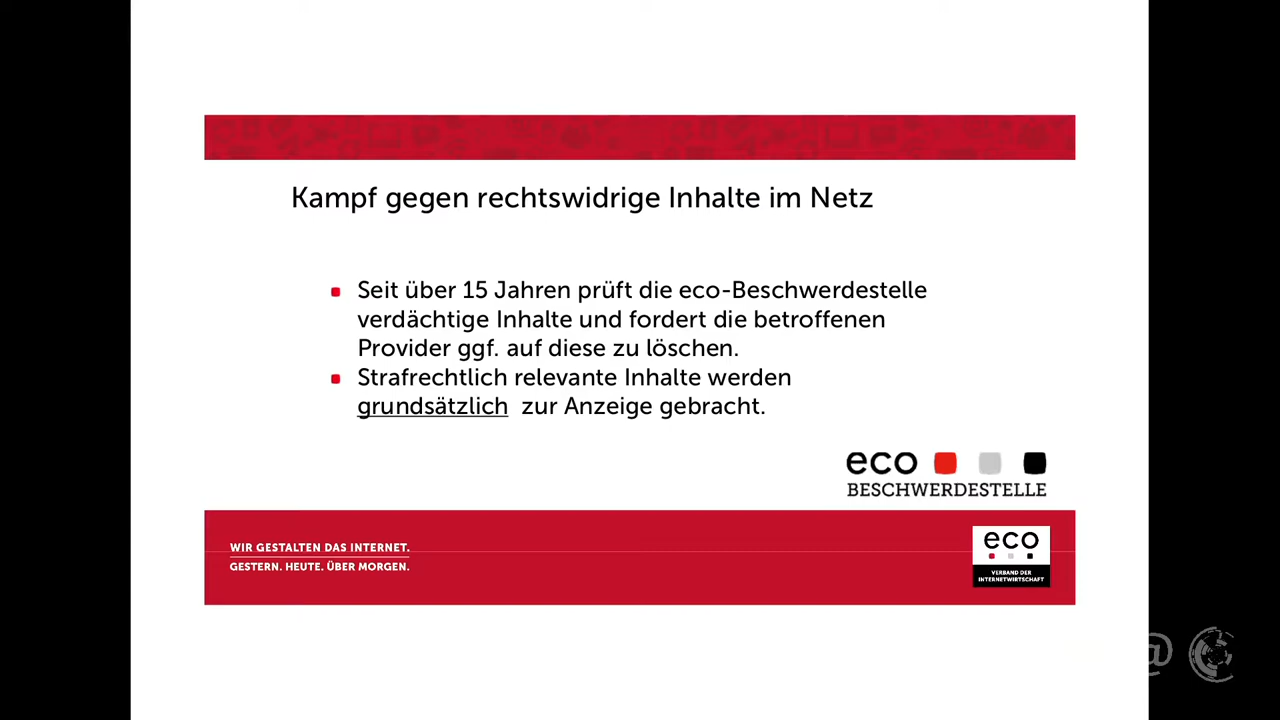 Kampf gegen rechtswidrige Inhalte im Netz
Seit über 15 Jahren prüft die eco-Beschwerdestelle
verdächtige Inhalte und fordert die betroffenen
Provider ggf. auf diese zu löschen.
Strafrechtlich relevante Inhalte werden
grundsätzlich zur Anzeige gebracht.
eco
BESCHWERDESTELLE
WIR GESTALTEN DAS INTERNET.
GESTERN. HEUTE. ÜBER MORGEN.
eco
VERBAND DER
INTERNETWIRTSCHAFT
@